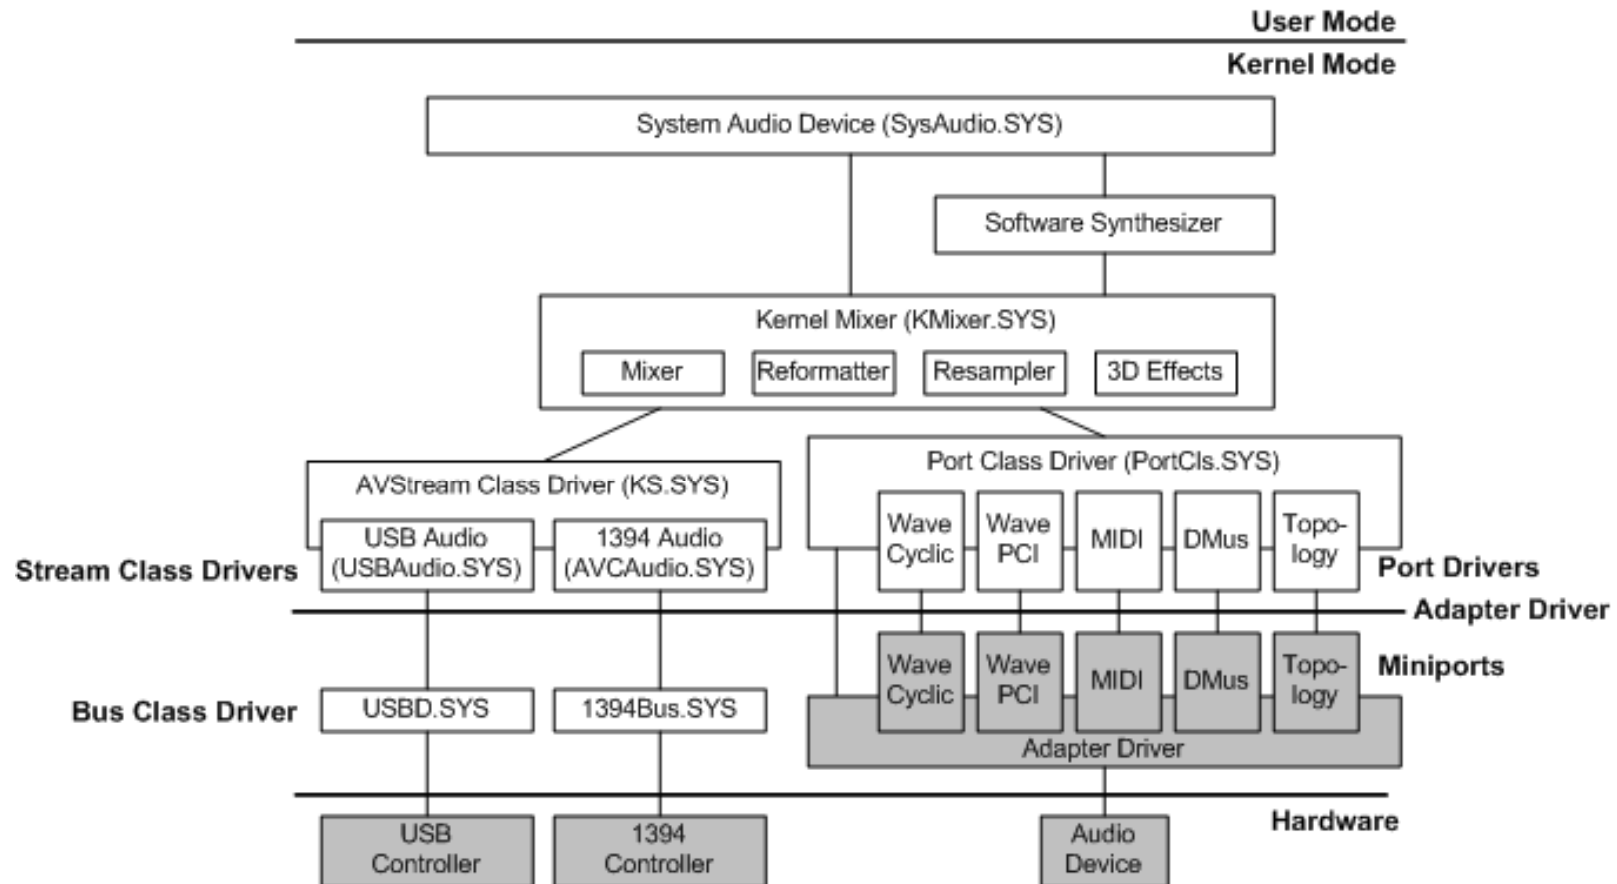 User Mode
Kernel Mode
System Audio Device (SysAudio.SYS)
Software Synthesizer
Kernel Mixer (KMixer.SYS)
Mixer
Reformatter
Resampler
3D Effects
Port Class Driver (PortCls.SYS)
AVStream Class Driver (KS.SYS)
Wave
Cyclic
Wave
PCI
MIDI
DMus
Topo-
logy
USB Audio
(USBAudio.SYS)
1394 Audio
(AVCAudio.SYS)
Stream Class Drivers
Port Drivers
Adapter Driver
Wave
Cyclic
Wave
PCI
MIDI
DMus
Topo-
logy
Miniports
Bus Class Driver
USBD.SYS
1394Bus.SYS
Adapter Driver
Hardware
USB
Controller
1394
Controller
Audio
Device